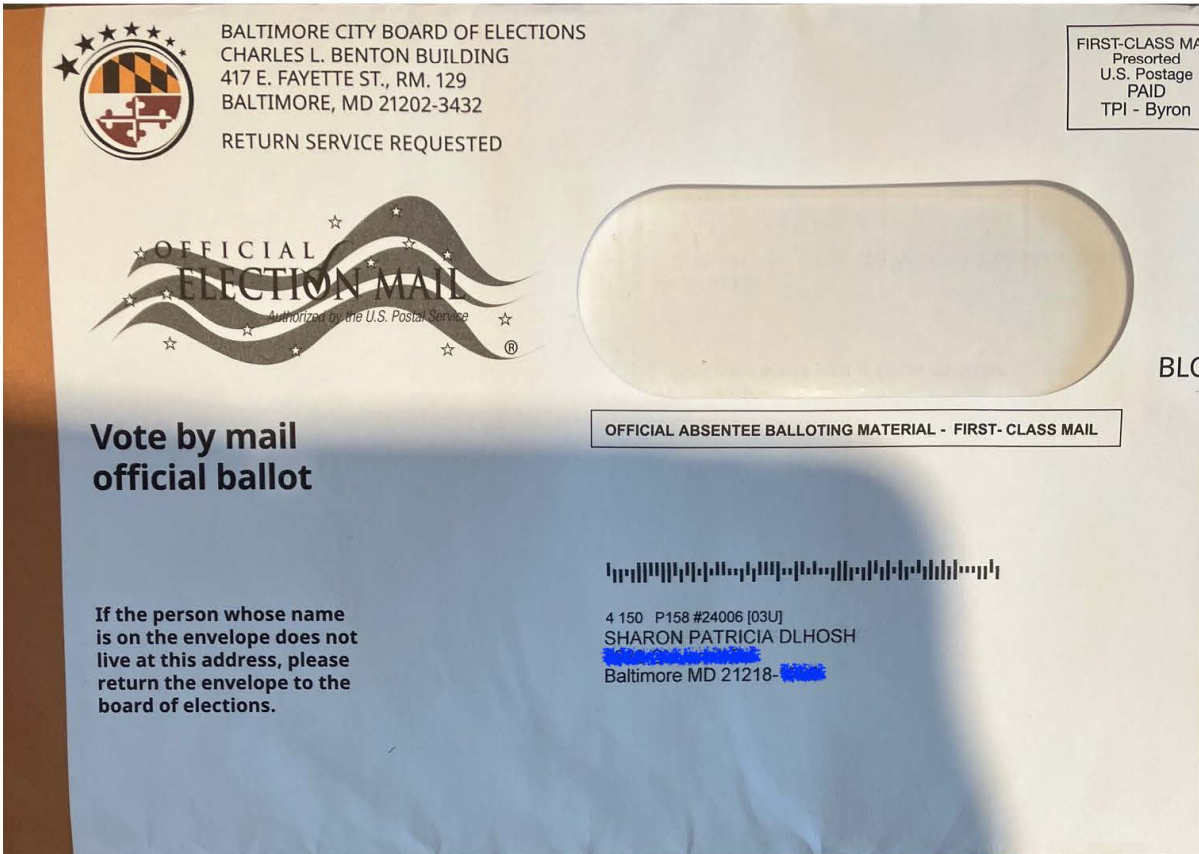 BALTIMORE CITY BOARD OF ELECTIONS
CHARLES L. BENTON BUILDING
417 E. FAYETTE ST., RM. 129
BALTIMORE, MD 21202-3432
RETURN SERVICE REQUESTED
FIRST-CLASS MA
Presorted
U.S. Postage
PAID
TPI - Byron
OFFICIAL
ELECTION MAIL
Authorized by the U.S. Postal Service
®
BLC
Vote by mail
official ballot
OFFICIAL ABSENTEE BALLOTING MATERIAL - FIRST- CLASS MAIL
If the person whose name
is on the envelope does not
live at this address, please
return the envelope to the
board of elections.
4 150 P158 #24006 [03U]
SHARON PATRICIA DLHOSH
Baltimore MD 21218-